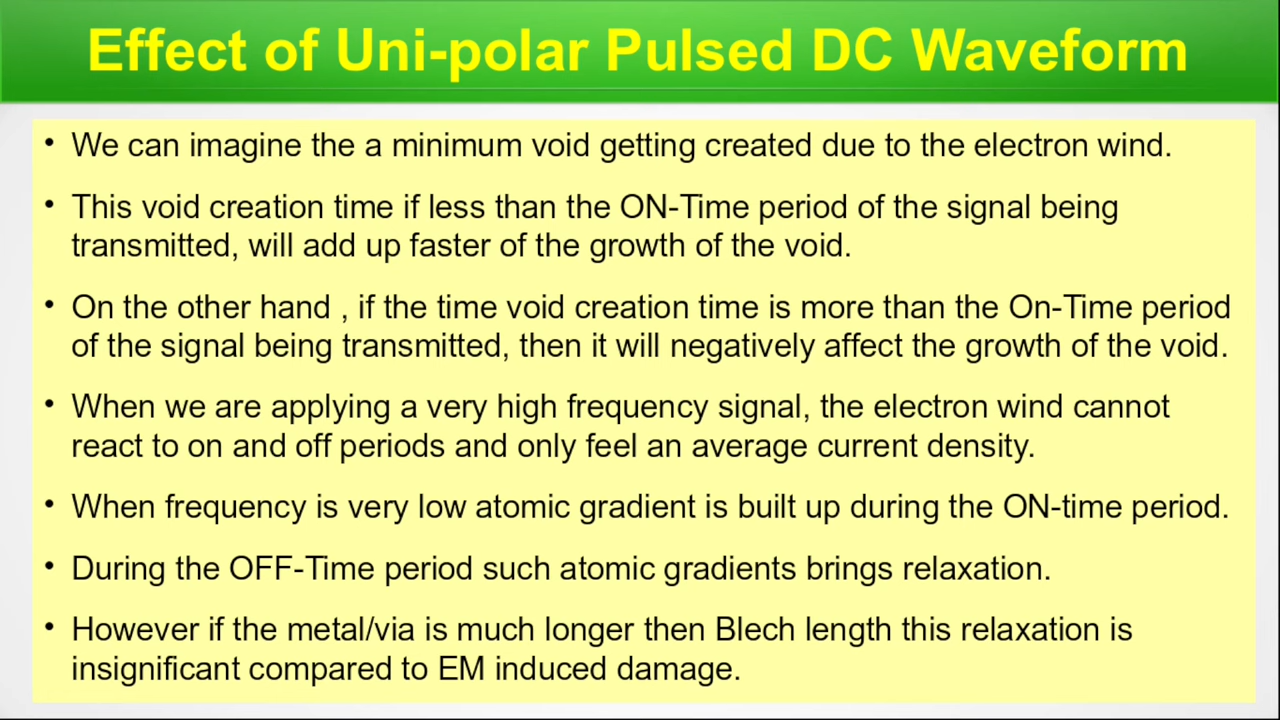 Effect of Uni-polar Pulsed DC Waveform
• We can imagine the a minimum void getting created due to the electron wind.
• This void creation time if less than the ON-Time period of the signal being
transmitted, will add up faster of the growth of the void.
• On the other hand , if the time void creation time is more than the On-Time period
of the signal being transmitted, then it will negatively affect the growth of the void.
• When we are applying a very high frequency signal, the electron wind cannot
react to on and off periods and only feel an average current density.
• When frequency is very low atomic gradient is built up during the ON-time period.
• During the OFF-Time period such atomic gradients brings relaxation.
• However if the metal/via is much longer then Blech length this relaxation is
insignificant compared to EM induced damage.